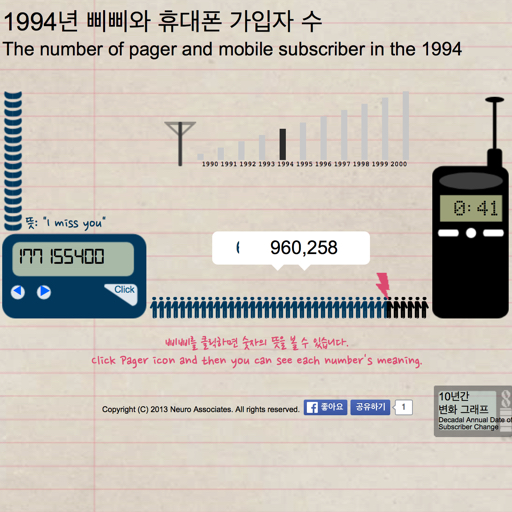 1994년 삐삐와 휴대폰 가입자 수
The number of pager and mobile subscriber in the 1994
1990 1991 1992 1993 1994 1995 1996 1997 1998 1999 2000
0:41
뜻: "I miss you"
177 155400
Click
960,258
삐삐를 클릭하면 숫자의 뜻을 볼 수 있습니다.
Click Pager icon and then you can see each number's meaning.
Copyright (C) 2013 Neuro Associates. All rights reserved.
좋아요
공유하기
1
10년간
변화 그래프
Decadal Annual Date of
Subscriber Change